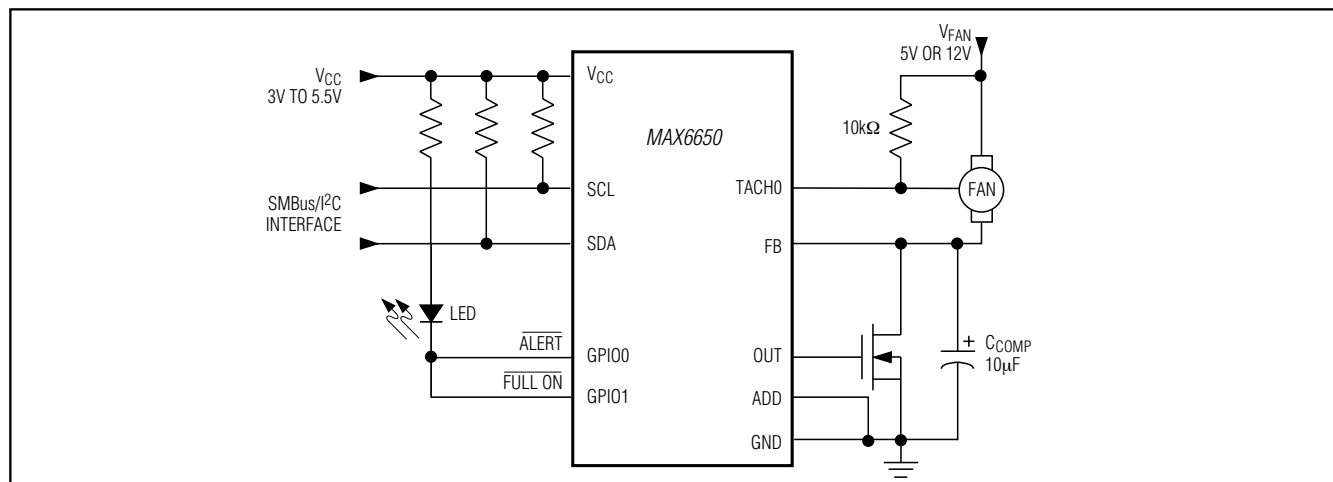 VFAN
5V OR 12V
VCC
3V TO 5.5V
VCC
MAX6650
10kΩ
SCL
TACH0
FAN
SMBus/I2C
INTERFACE
SDA
FB
LED
ALERT
GPIO0
OUT
+ CCOMP
10μF
FULL ON
GPIO1
ADD
GND